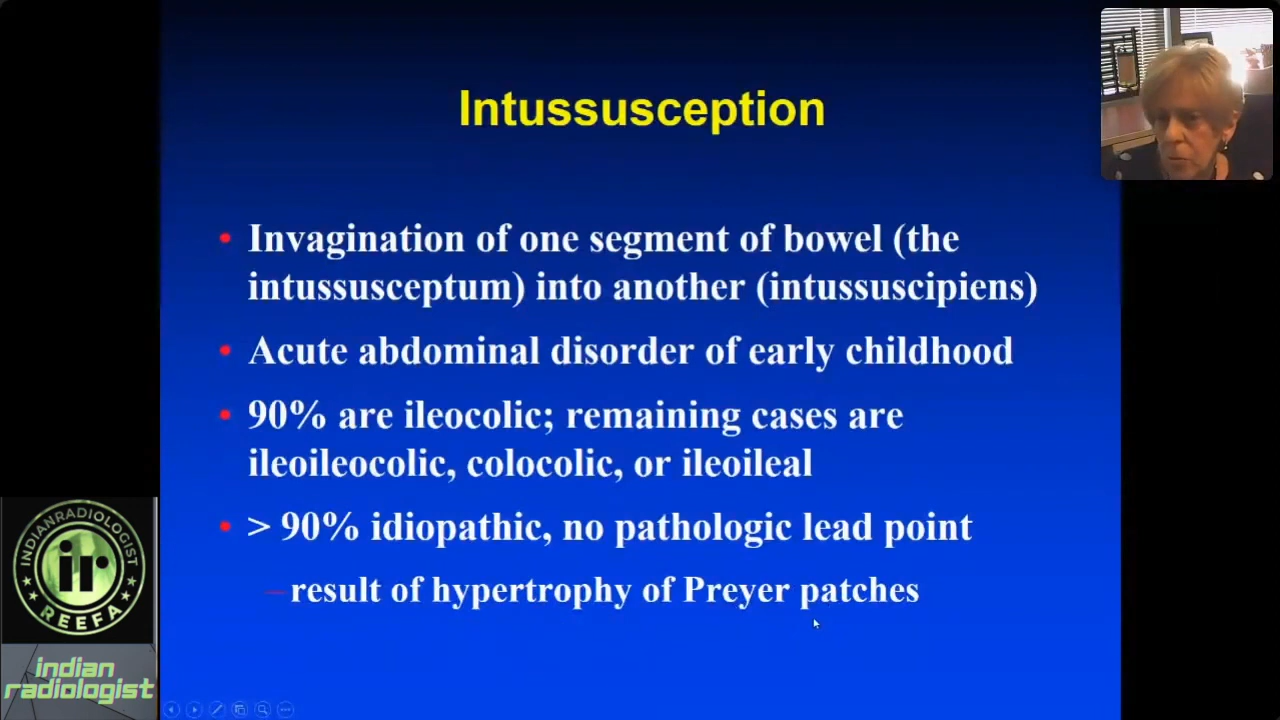 Intussusception
• Invagination of one segment of bowel (the
intussusceptum) into another (intussuscipiens)
• Acute abdominal disorder of early childhood
• 90% are ileocolic; remaining cases are
ileoileocolic, colocolic, or ileoileal
• > 90% idiopathic, no pathologic lead point
– result of hypertrophy of Preyer patches
INDIANRADIOLOGIST
ir
REEFA
indian
radiologist